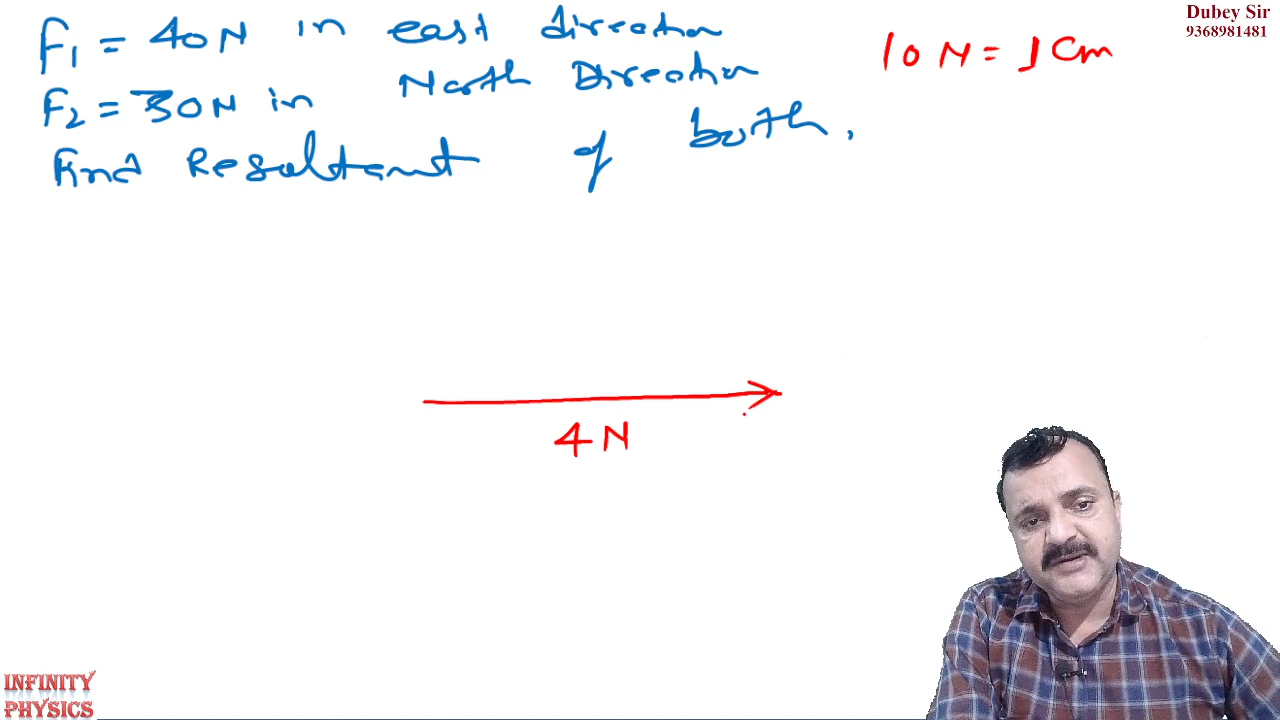 F1 = 40N in east direction
F2 = 30N in North Direction
Find Resultant of both.
10 N = 1 Cm
Dubey Sir
9368981481
4 N
INFINITY
PHYSICS